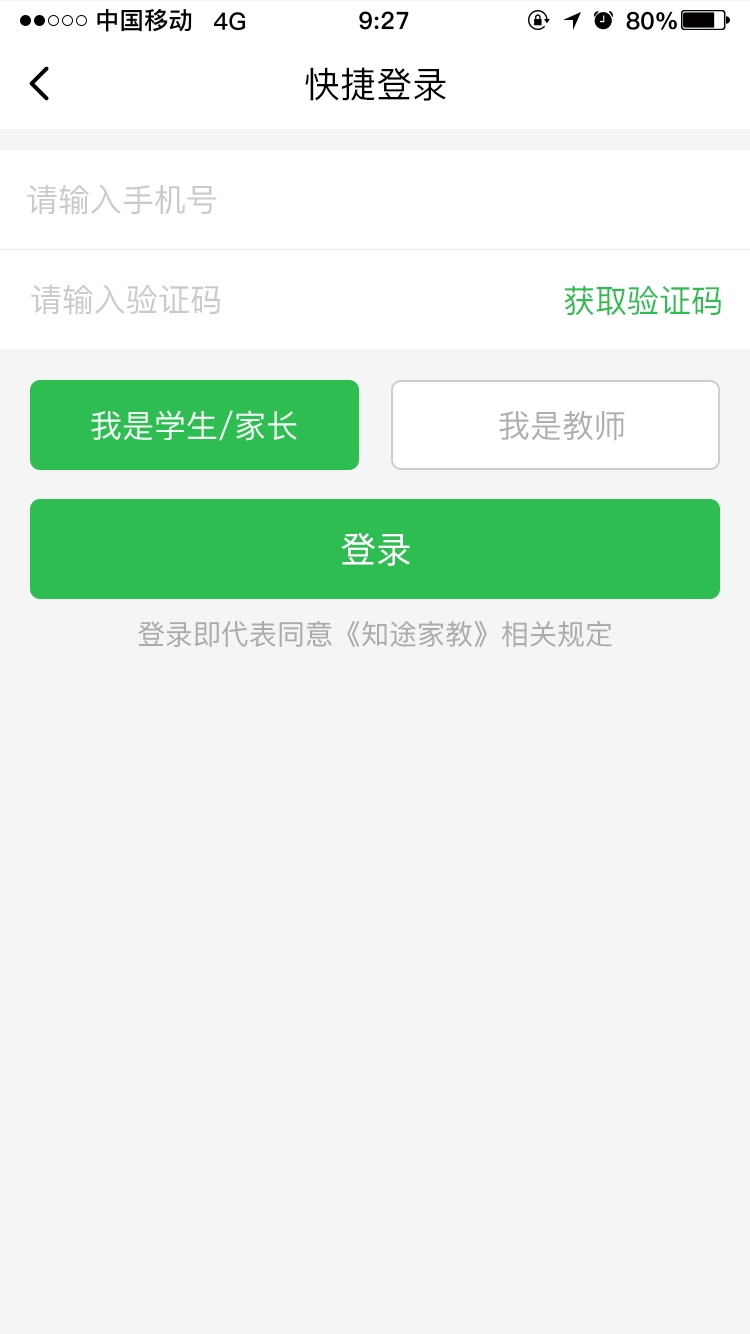 中国移动 4G 9:27 80%
快捷登录
请输入手机号
请输入验证码 获取验证码
我是学生/家长 我是教师
登录
登录即代表同意《知途家教》相关规定